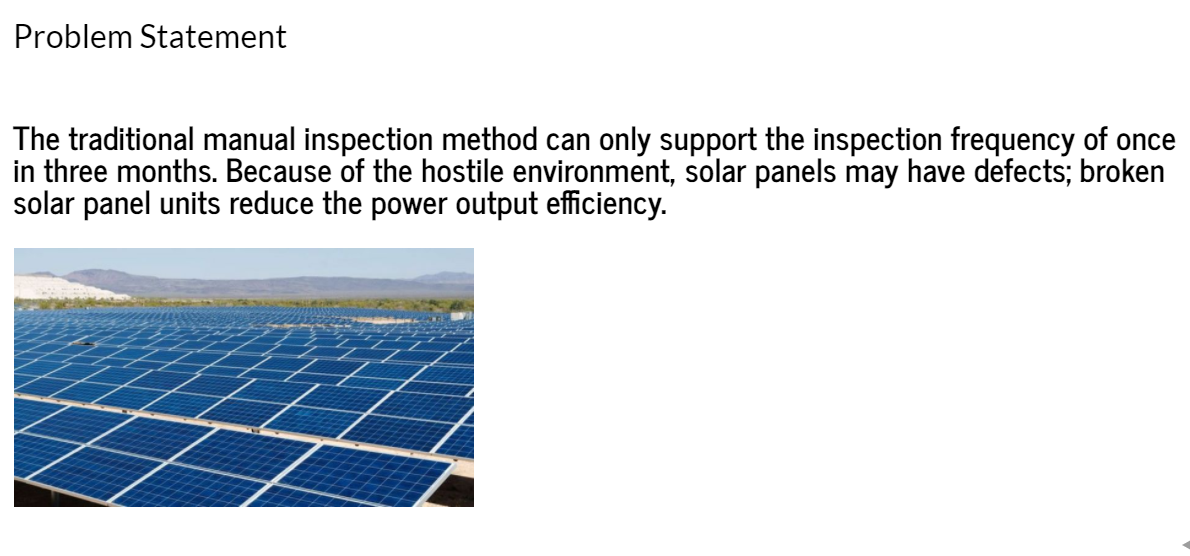 Problem Statement
The traditional manual inspection method can only support the inspection frequency of once
in three months. Because of the hostile environment, solar panels may have defects; broken
solar panel units reduce the power output efficiency.